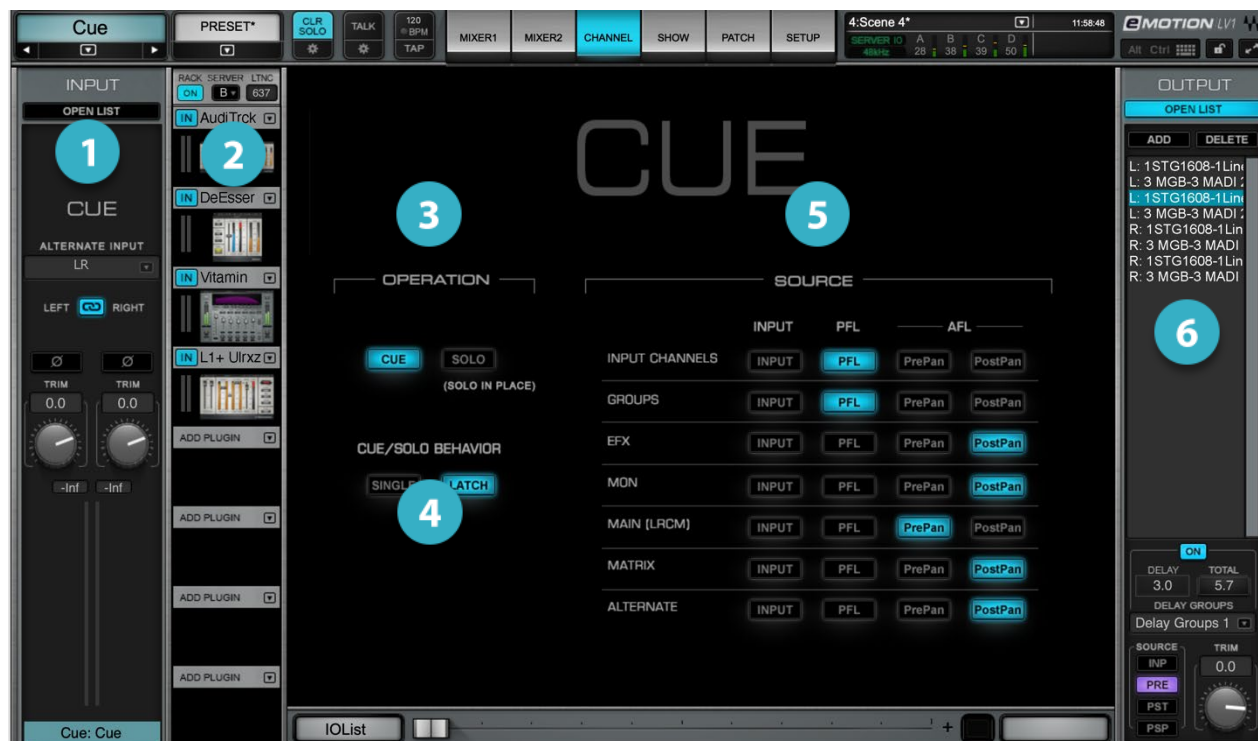 Cue
PRESET*
CLR SOLO
TALK
120 BPM
TAP
MIXER1
MIXER2
CHANNEL
SHOW
PATCH
SETUP
4:Scene 4*
11:58:48
SERVER IO A B C D
48kHz 28 38 39 50
EMOTION LV1
Alt Ctrl
INPUT
OPEN LIST
1
CUE
ALTERNATE INPUT
LR
LEFT RIGHT
Ø Ø
TRIM TRIM
0.0 0.0
-Inf -Inf
Cue: Cue
RACK SERVER LTNC
ON B 637
IN AudiTrck
2
IN DeEsser
IN Vitamin
IN L1+ Ulrxz
ADD PLUGIN
ADD PLUGIN
ADD PLUGIN
ADD PLUGIN
CUE
3
OPERATION
CUE SOLO
(SOLO IN PLACE)
CUE/SOLO BEHAVIOR
SINGLE LATCH
4
5
SOURCE
INPUT PFL AFL
INPUT CHANNELS INPUT PFL PrePan PostPan
GROUPS INPUT PFL PrePan PostPan
EFX INPUT PFL PrePan PostPan
MON INPUT PFL PrePan PostPan
MAIN (LRCM) INPUT PFL PrePan PostPan
MATRIX INPUT PFL PrePan PostPan
ALTERNATE INPUT PFL PrePan PostPan
IOList
+
OUTPUT
OPEN LIST
ADD DELETE
L: 1STG1608-1Line
L: 3 MGB-3 MADI 2
L: 1STG1608-1Line
L: 3 MGB-3 MADI 2
R: 1STG1608-1Lin
R: 3 MGB-3 MADI
R: 1STG1608-1Lin
R: 3 MGB-3 MADI
6
ON
DELAY TOTAL
3.0 5.7
DELAY GROUPS
Delay Groups 1
SOURCE TRIM
INP 0.0
PRE
PST
PSP